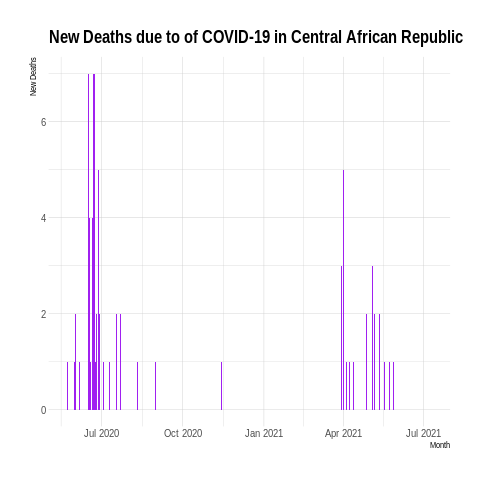 New Deaths due to of COVID-19 in Central African Republic
New Deaths
6
4
2
0
Jul 2020
Oct 2020
Jan 2021
Apr 2021
Jul 2021
Month